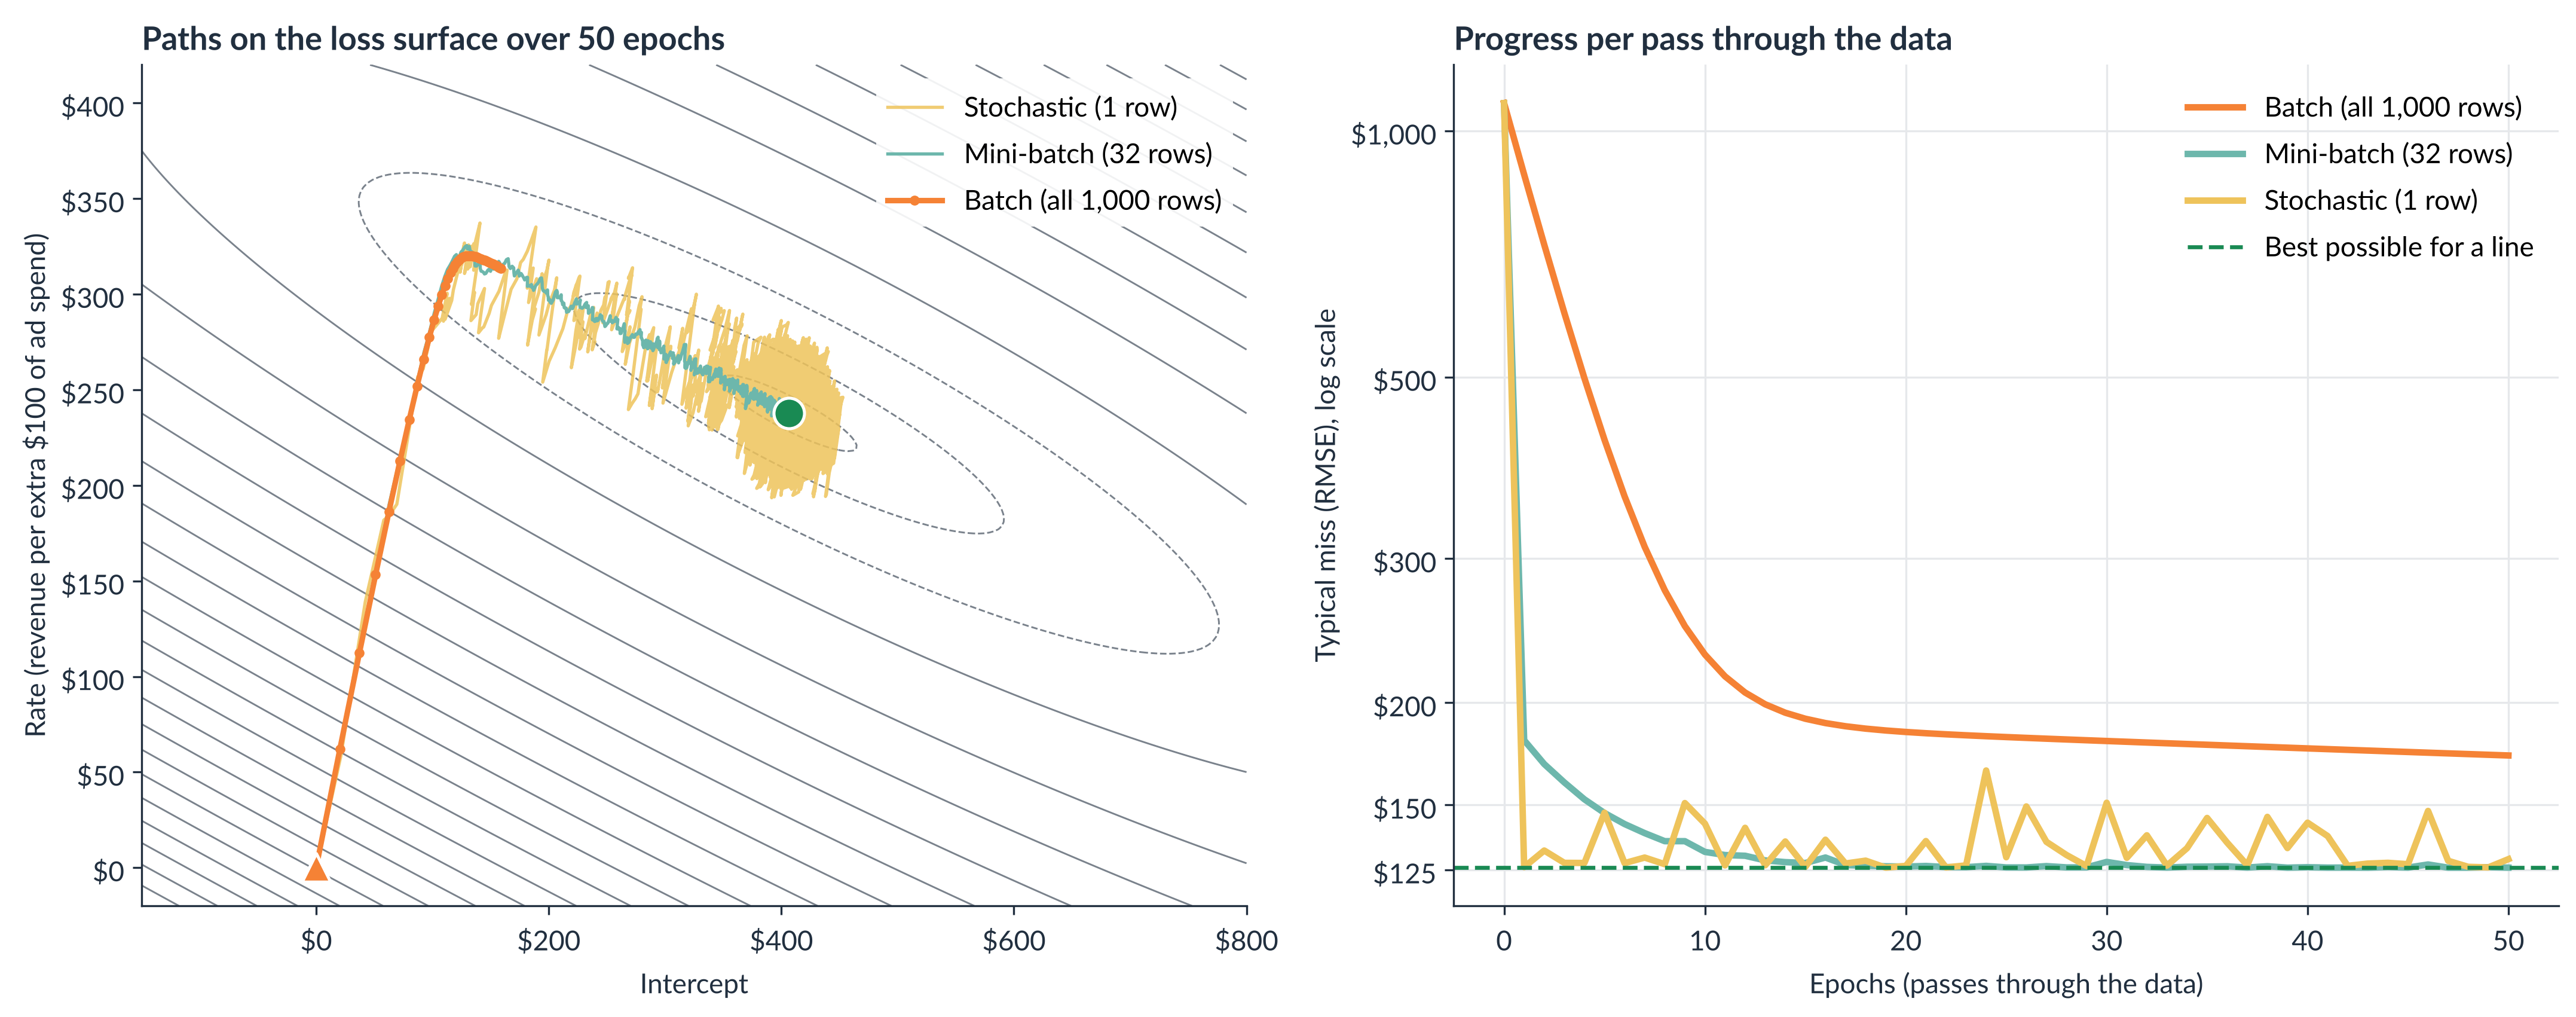 Paths on the loss surface over 50 epochs
Stochastic (1 row)
Mini-batch (32 rows)
Batch (all 1,000 rows)
Rate (revenue per extra $100 of ad spend)
$400
$350
$300
$250
$200
$150
$100
$50
$0
$0
$200
$400
$600
$800
Intercept
Progress per pass through the data
Batch (all 1,000 rows)
Mini-batch (32 rows)
Stochastic (1 row)
Best possible for a line
Typical miss (RMSE), log scale
$1,000
$500
$300
$200
$150
$125
0
10
20
30
40
50
Epochs (passes through the data)